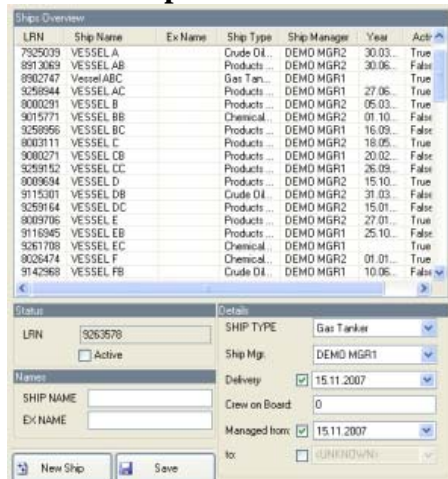 Ships Overview
LRN Ship Name Ex Name Ship Type Ship Manager Year Activ
7925039 VESSEL A Crude Oil... DEMO MGR2 30.03... True
8913069 VESSEL AB Products ... DEMO MGR2 30.06... False
8902747 Vessel ABC Gas Tan... DEMO MGR1 True
9258944 VESSEL AC Products ... DEMO MGR1 27.06... True
8000291 VESSEL B Products ... DEMO MGR2 05.03... True
9015771 VESSEL BB Chemical... DEMO MGR2 01.10... False
9258956 VESSEL BC Products ... DEMO MGR1 16.09... False
8003111 VESSEL C Products ... DEMO MGR2 18.05... True
9080271 VESSEL CB Products ... DEMO MGR1 20.02... False
9259152 VESSEL CC Products ... DEMO MGR1 26.09... False
8009694 VESSEL D Products ... DEMO MGR2 15.10... True
9115301 VESSEL DB Crude Oil... DEMO MGR2 31.03... False
9259164 VESSEL DC Products ... DEMO MGR2 15.01... False
8009706 VESSEL E Products ... DEMO MGR2 27.01... True
9116945 VESSEL EB Products ... DEMO MGR1 25.10... False
9261708 VESSEL EC Chemical... DEMO MGR1 True
8026474 VESSEL F Products ... DEMO MGR2 01.01... True
9142968 VESSEL FB Crude Oil... DEMO MGR1 10.06... False
Status
LRN 9263578
Active
Names
SHIP NAME
EX NAME
New Ship Save
Details
SHIP TYPE Gas Tanker
Ship Mgr. DEMO MGR1
Delivery 15.11.2007
Crew on Board: 0
Managed from: 15.11.2007
to: <UNKNOWN>